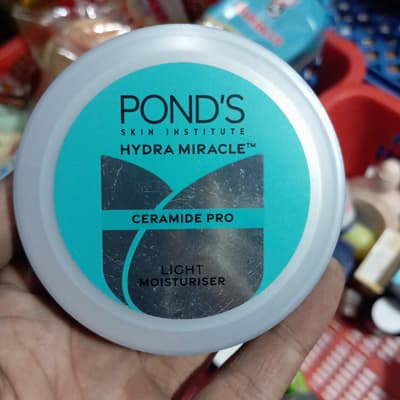 POND'S
SKIN INSTITUTE
HYDRA MIRACLE™
CERAMIDE PRO
LIGHT
MOISTURISER